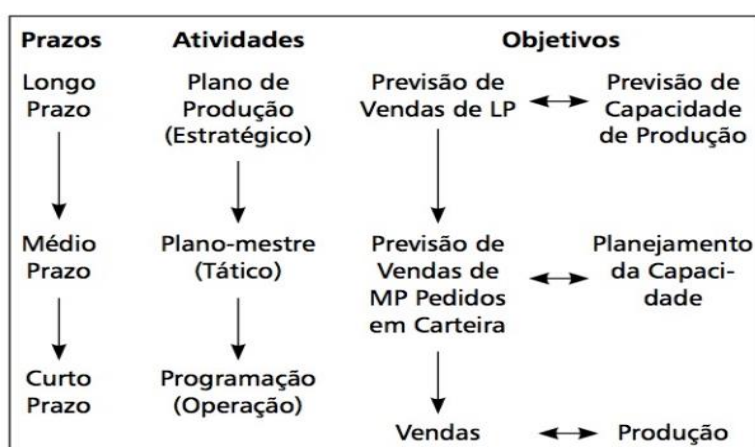 Prazos Atividades Objetivos
Longo Prazo
Plano de Produção (Estratégico)
Previsão de Vendas de LP
Previsão de Capacidade de Produção
Médio Prazo
Plano-mestre (Tático)
Previsão de Vendas de MP Pedidos em Carteira
Planejamento da Capaci-dade
Curto Prazo
Programação (Operação)
Vendas
Produção